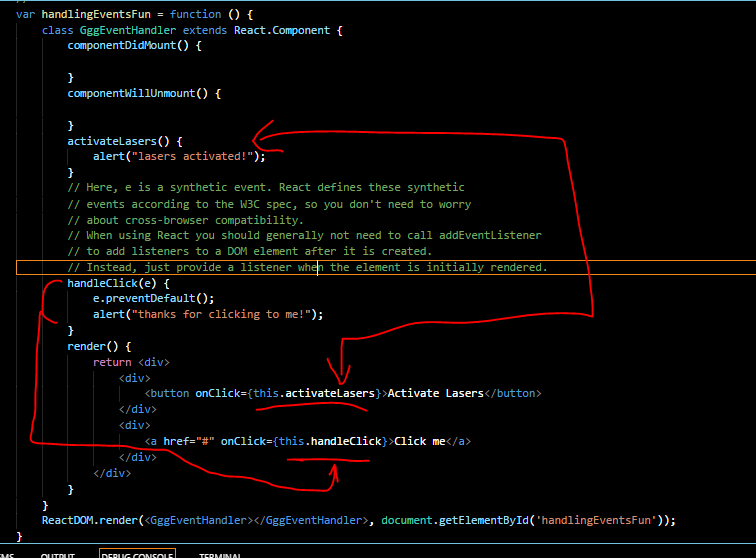 var handlingEventsFun = function () {
    class GggEventHandler extends React.Component {
        componentDidMount() {

        }
        componentWillUnmount() {

        }
        activateLasers() {
            alert("lasers activated!");
        }
        // Here, e is a synthetic event. React defines these synthetic
        // events according to the W3C spec, so you don't need to worry
        // about cross-browser compatibility.
        // When using React you should generally not need to call addEventListener
        // to add listeners to a DOM element after it is created.
        // Instead, just provide a listener when the element is initially rendered.
        handleClick(e) {
            e.preventDefault();
            alert("thanks for clicking to me!");
        }
        render() {
            return <div>
                <div>
                    <button onClick={this.activateLasers}>Activate Lasers</button>
                </div>
                <div>
                    <a href="#" onClick={this.handleClick}>Click me</a>
                </div>
            </div>
        }
    }
    ReactDOM.render(<GggEventHandler></GggEventHandler>, document.getElementById('handlingEventsFun'));
}
OUTPUT DEBUG CONSOLE TERMINAL